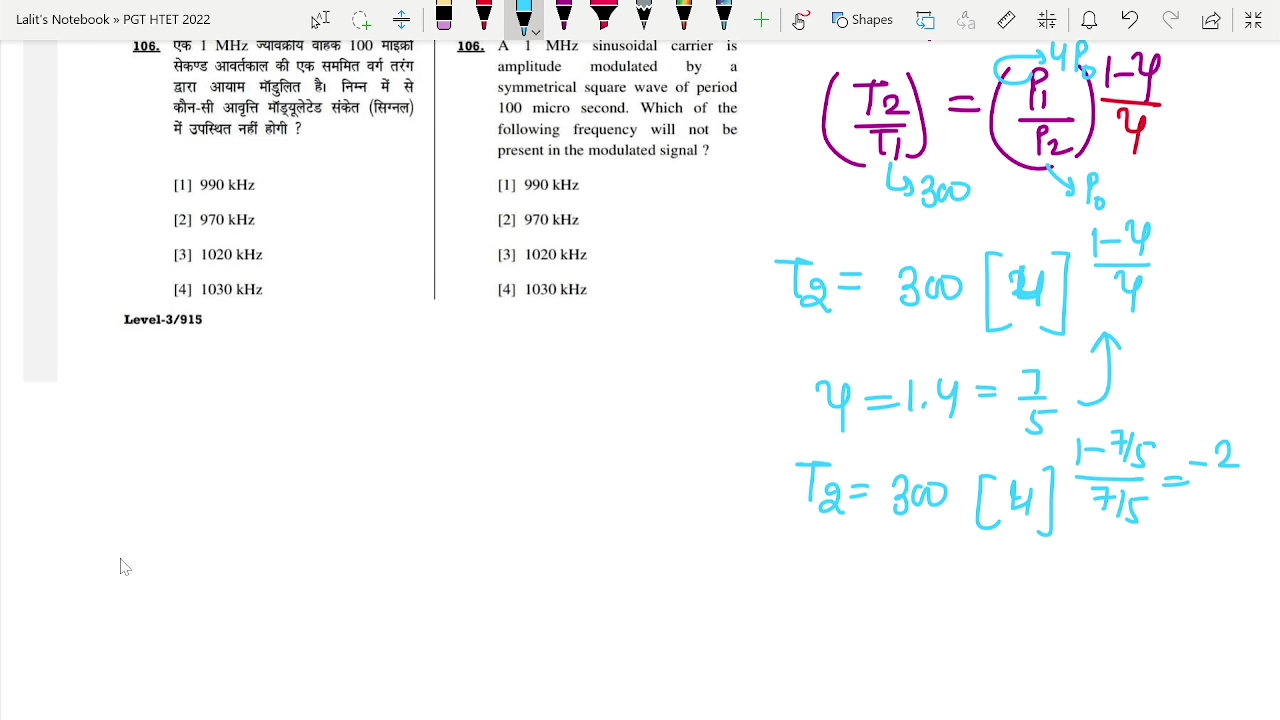 Lalit's Notebook » PGT HTET 2022
Shapes
106. एक 1 MHz ज्यावक्रीय वाहक 100 माइक्रो
सेकण्ड आवर्तकाल की एक सममित वर्ग तरंग
द्वारा आयाम मॉडुलित है। निम्न में से
कौन-सी आवृत्ति मॉड्यूलेटेड संकेत (सिग्नल)
में उपस्थित नहीं होगी ?
[1] 990 kHz
[2] 970 kHz
[3] 1020 kHz
[4] 1030 kHz
Level-3/915
106. A 1 MHz sinusoidal carrier is
amplitude modulated by a
symmetrical square wave of period
100 micro second. Which of the
following frequency will not be
present in the modulated signal ?
[1] 990 kHz
[2] 970 kHz
[3] 1020 kHz
[4] 1030 kHz
4P₀
(T₂/T₁) = (P₁/P₂)^(1-γ)/γ
300
P₀
T₂ = 300 [4]^(1-γ)/γ
γ = 1.4 = 7/5
T₂ = 300 [4]^(1-7/5)/(7/5) = -2